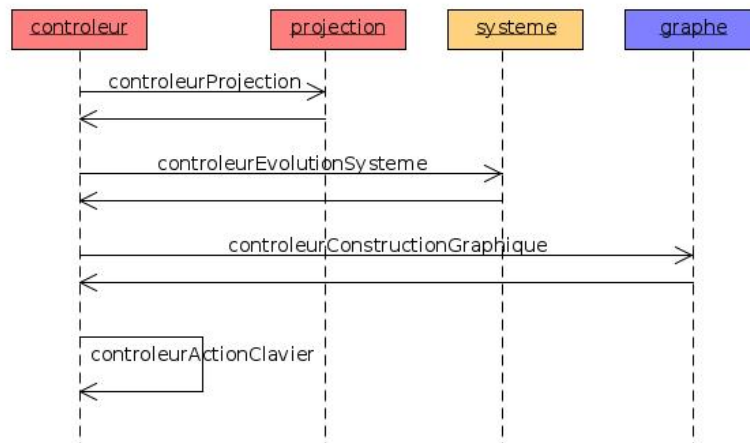 controleur
projection
systeme
graphe
controleurProjection
controleurEvolutionSysteme
controleurConstructionGraphique
controleurActionClavier